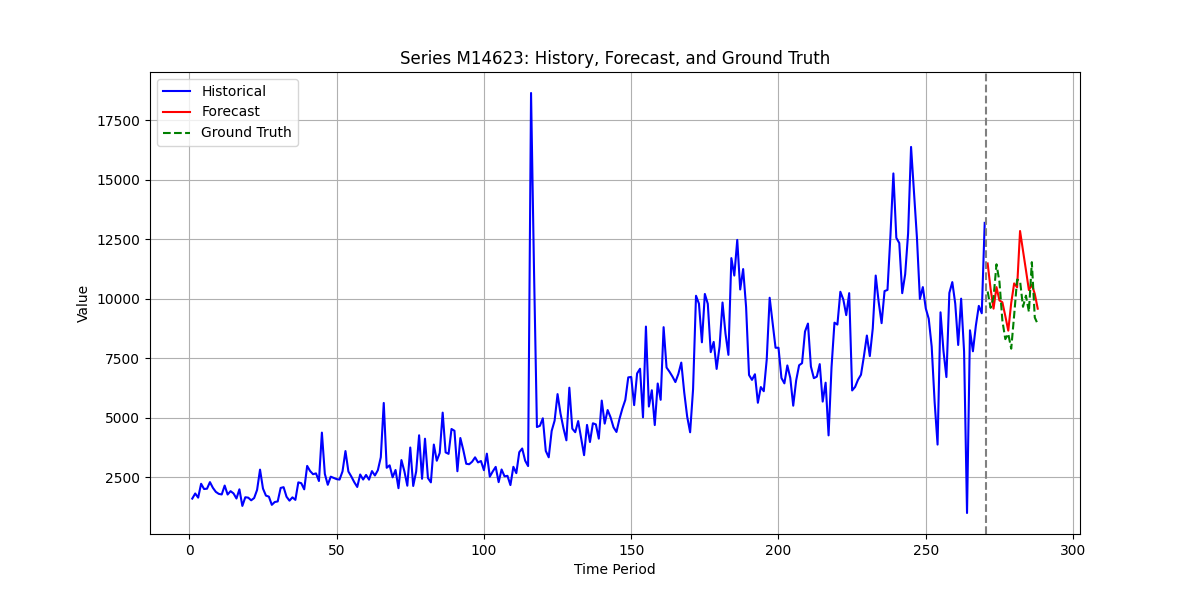 Series M14623: History, Forecast, and Ground Truth
Historical
Forecast
Ground Truth
Value
17500
15000
12500
10000
7500
5000
2500
0
50
100
150
200
250
300
Time Period